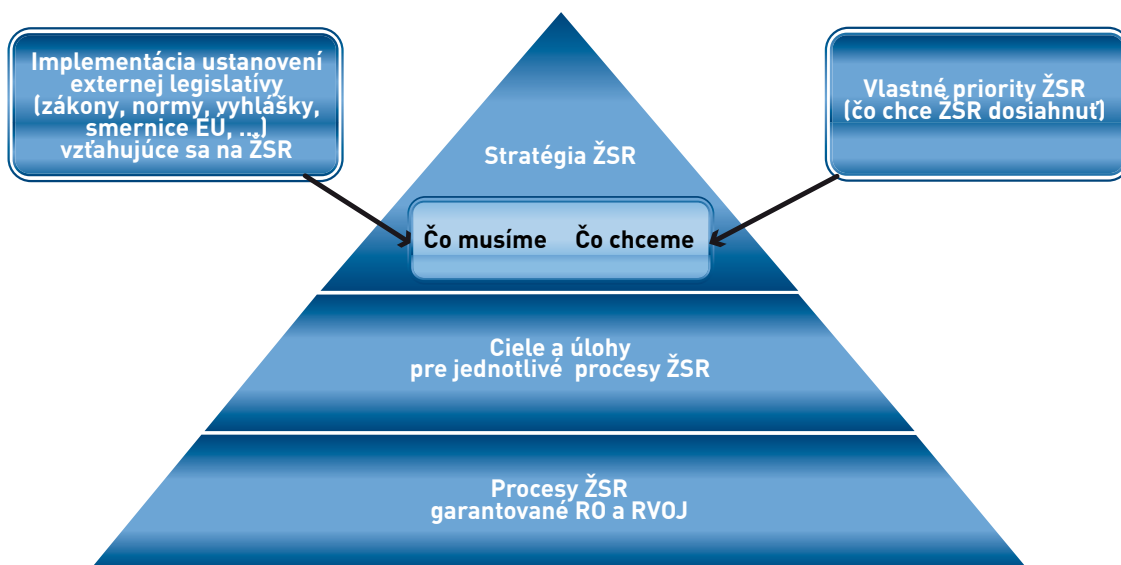 Implementácia ustanovení
externej legislatívy
(zákony, normy, vyhlášky,
smernice EÚ, ...)
vzťahujúce sa na ŽSR
Vlastné priority ŽSR
(čo chce ŽSR dosiahnuť)
Stratégia ŽSR
Čo musíme Čo chceme
Ciele a úlohy
pre jednotlivé procesy ŽSR
Procesy ŽSR
garantované RO a RVOJ